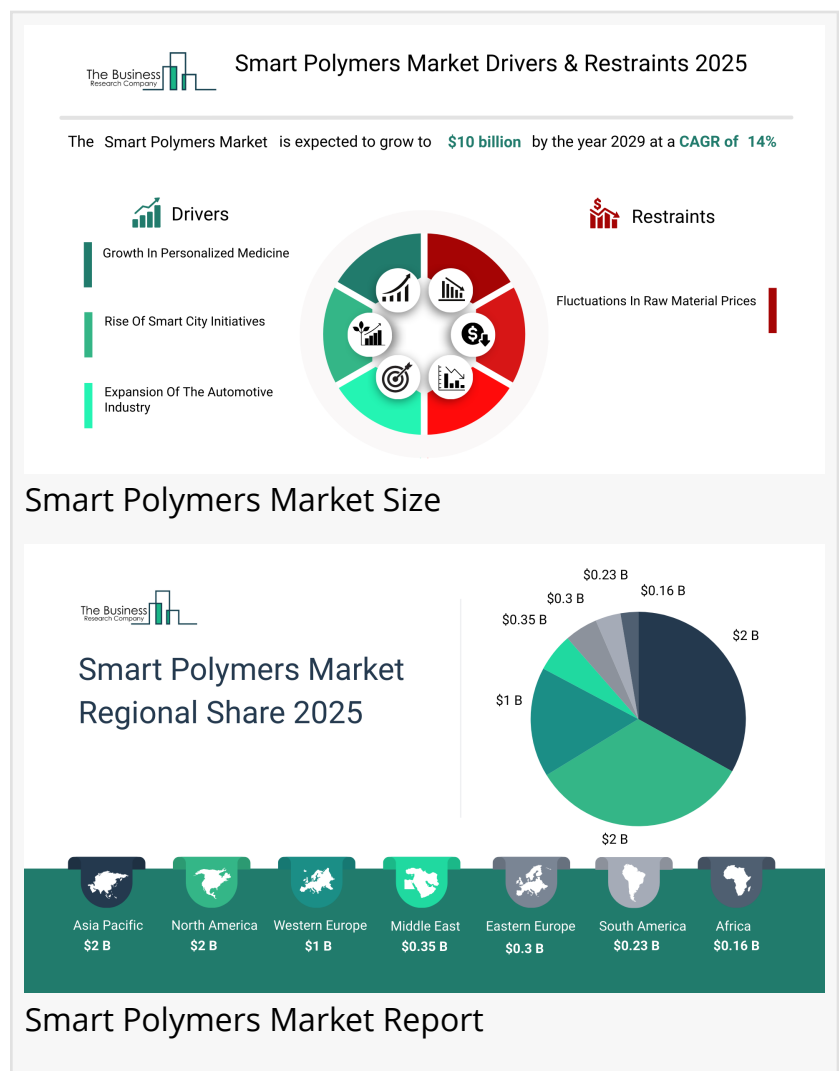 The Business
Research Company
Smart Polymers Market Drivers & Restraints 2025
The Smart Polymers Market is expected to grow to $10 billion by the year 2029 at a CAGR of 14%
Drivers
Growth In Personalized Medicine
Rise Of Smart City Initiatives
Expansion Of The Automotive
Industry
$
Restraints
Fluctuations In Raw Material Prices
$
Smart Polymers Market Size
The Business
Research Company
Smart Polymers Market
Regional Share 2025
$0.23 B
$0.16 B
$0.3 B
$0.35 B
$2 B
$1 B
$2 B
Asia Pacific
$2 B
North America
$2 B
Western Europe
$1 B
Middle East
$0.35 B
Eastern Europe
$0.3 B
South America
$0.23 B
Africa
$0.16 B
Smart Polymers Market Report